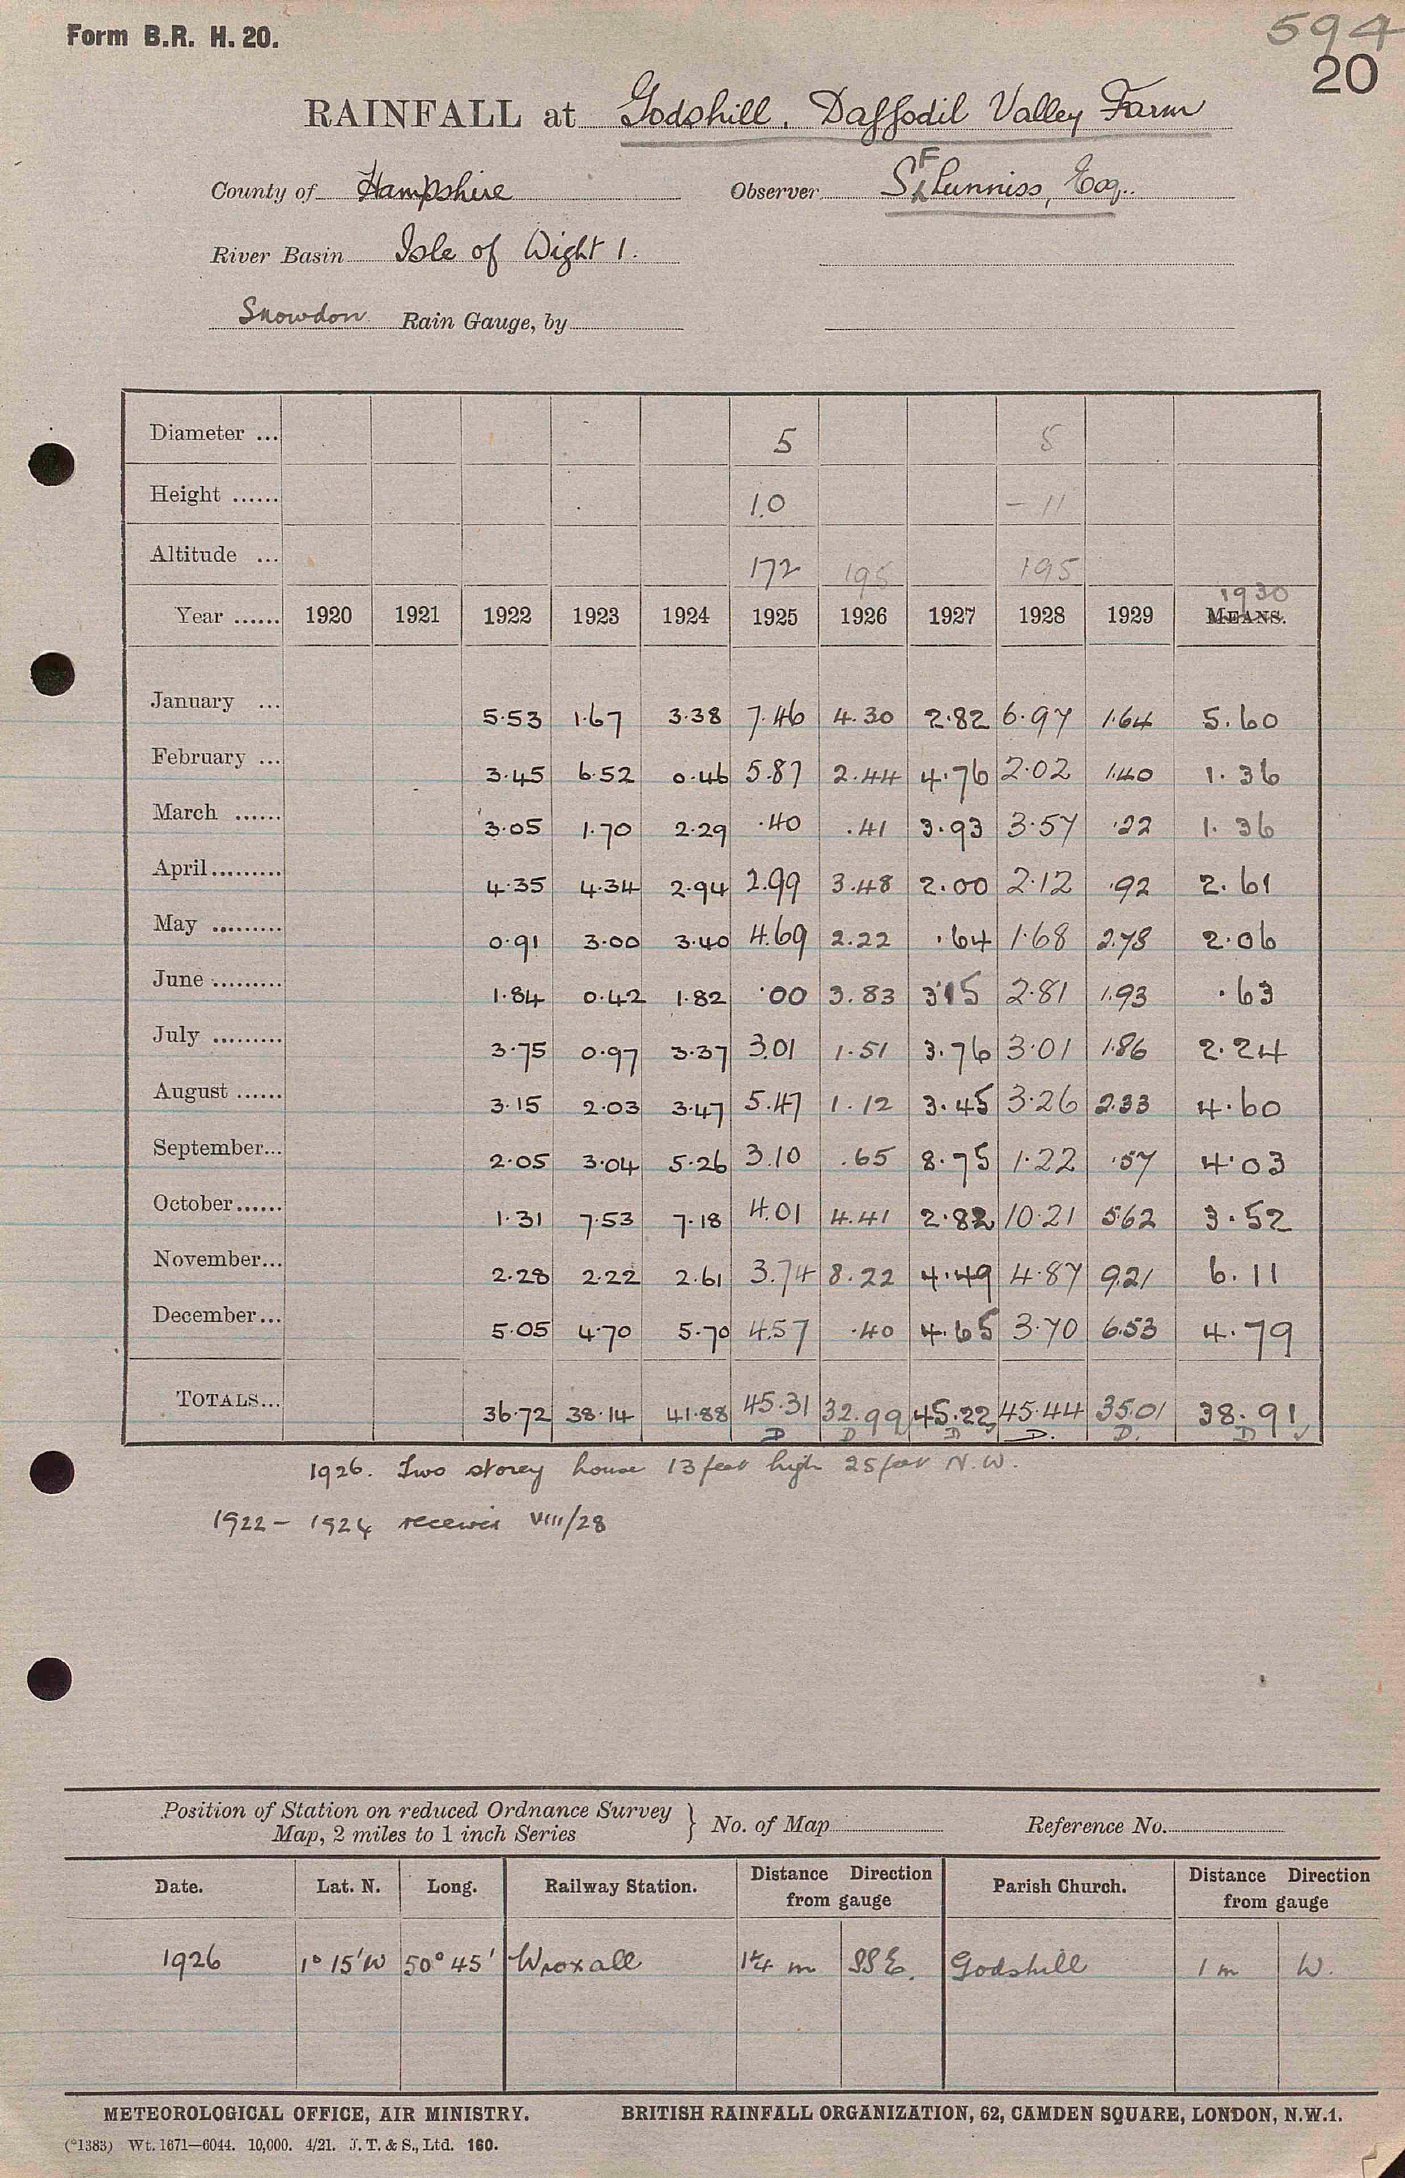 594
Form B.R. H. 20.
20
RAINFALL at Godshill, Daffodil Valley Farm
County of Hampshire Observer S F Lunniss, Esq.
River Basin Isle of Wight 1.
Snowdon Rain Gauge, by
Diameter ... 5 5
Height ...... 1.0 - 11
Altitude ... 172 195 195
1930
Year ...... 1920 1921 1922 1923 1924 1925 1926 1927 1928 1929 MEANS.
January ... 5.53 1.67 3.38 7.46 4.30 2.82 6.97 1.64 5.60
February ... 3.45 6.52 0.46 5.87 2.44 4.76 2.02 1.40 1.36
March ...... 3.05 1.70 2.29 .40 .41 3.93 3.57 .22 1.36
April ......... 4.35 4.34 2.94 2.99 3.48 2.00 2.12 .92 2.61
May ......... 0.91 3.00 3.40 4.69 2.22 .64 1.68 2.78 2.06
June ......... 1.84 0.42 1.82 .00 3.83 3.15 2.81 1.93 .63
July ......... 3.75 0.97 3.37 3.01 1.51 3.76 3.01 1.86 2.24
August ...... 3.15 2.03 3.47 5.47 1.12 3.45 3.26 2.33 4.60
September... 2.05 3.04 5.26 3.10 .65 8.75 1.22 .57 4.03
October ...... 1.31 7.53 7.18 4.01 4.41 2.82 10.21 5.62 3.52
November... 2.28 2.22 2.61 3.74 8.22 4.49 4.87 9.21 6.11
December... 5.05 4.70 5.70 4.57 .40 4.65 3.70 6.53 4.79
TOTALS... 36.72 38.14 41.88 45.31 32.99 45.22 45.44 35.01 38.91
D D D D. D. D
1926. Two storey house 13 feet high 25 feet N.W.
1922 - 1924 received VIII/28
Position of Station on reduced Ordnance Survey
Map, 2 miles to 1 inch Series } No. of Map Reference No.
Date. Lat. N. Long. Railway Station. Distance Direction from gauge Parish Church. Distance Direction from gauge
1926 1° 15' W 50° 45' Wroxall 1¼ m SSE. Godshill 1 m W.
METEOROLOGICAL OFFICE, AIR MINISTRY. BRITISH RAINFALL ORGANIZATION, 62, CAMDEN SQUARE, LONDON, N.W.1.
(*1383) Wt. 1671—6044. 10,000. 4/21. J. T. & S., Ltd. 160.